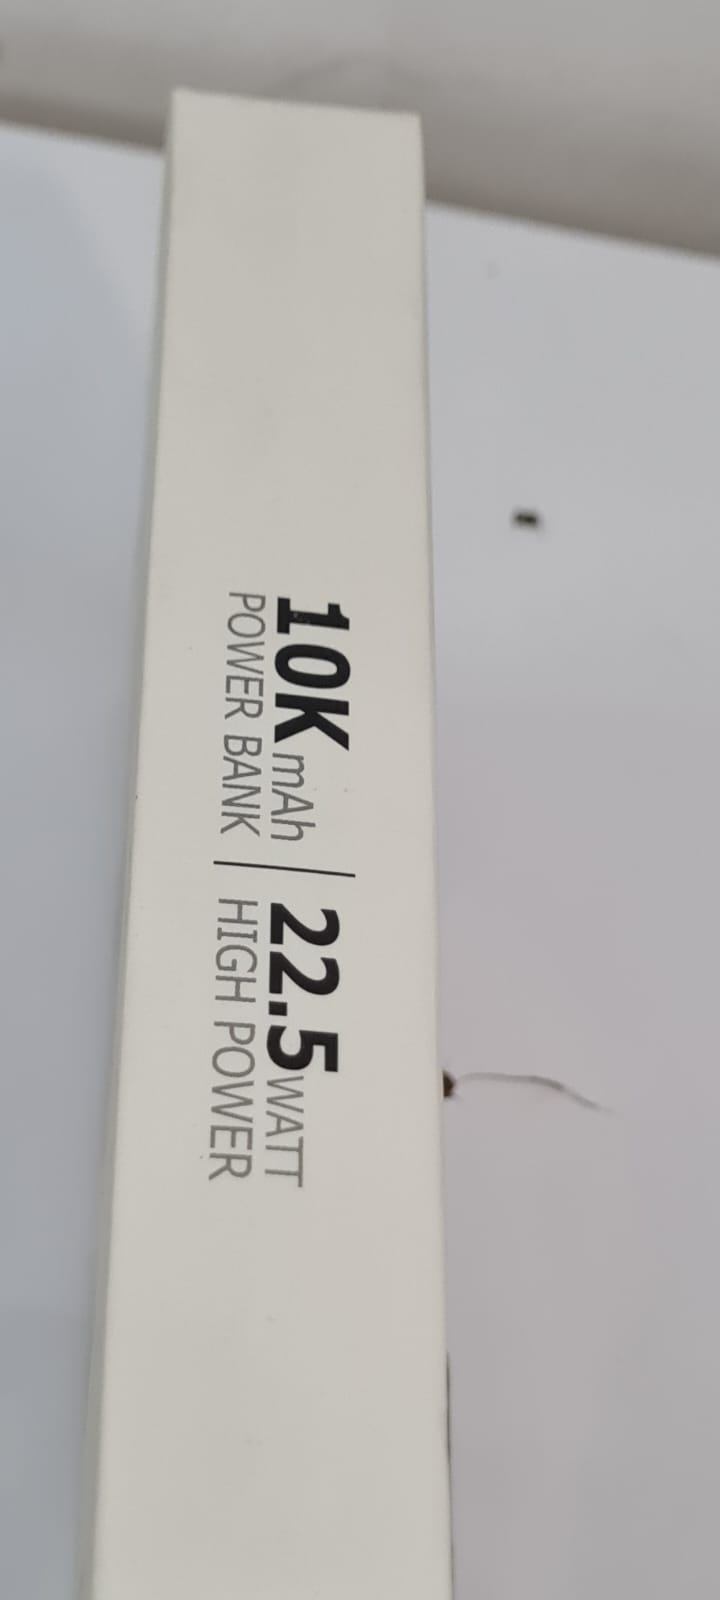 10K mAh | 22.5 WATT
POWER BANK | HIGH POWER